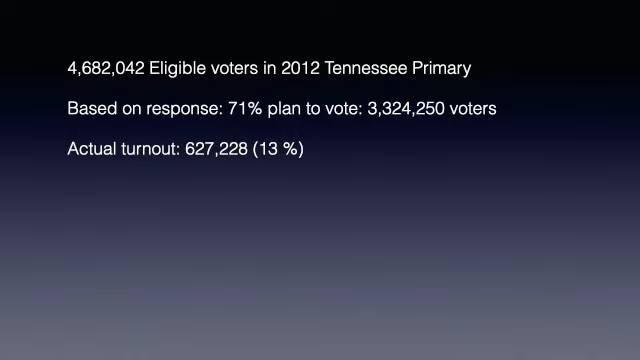 4,682,042 Eligible voters in 2012 Tennessee Primary
Based on response: 71% plan to vote: 3,324,250 voters
Actual turnout: 627,228 (13 %)